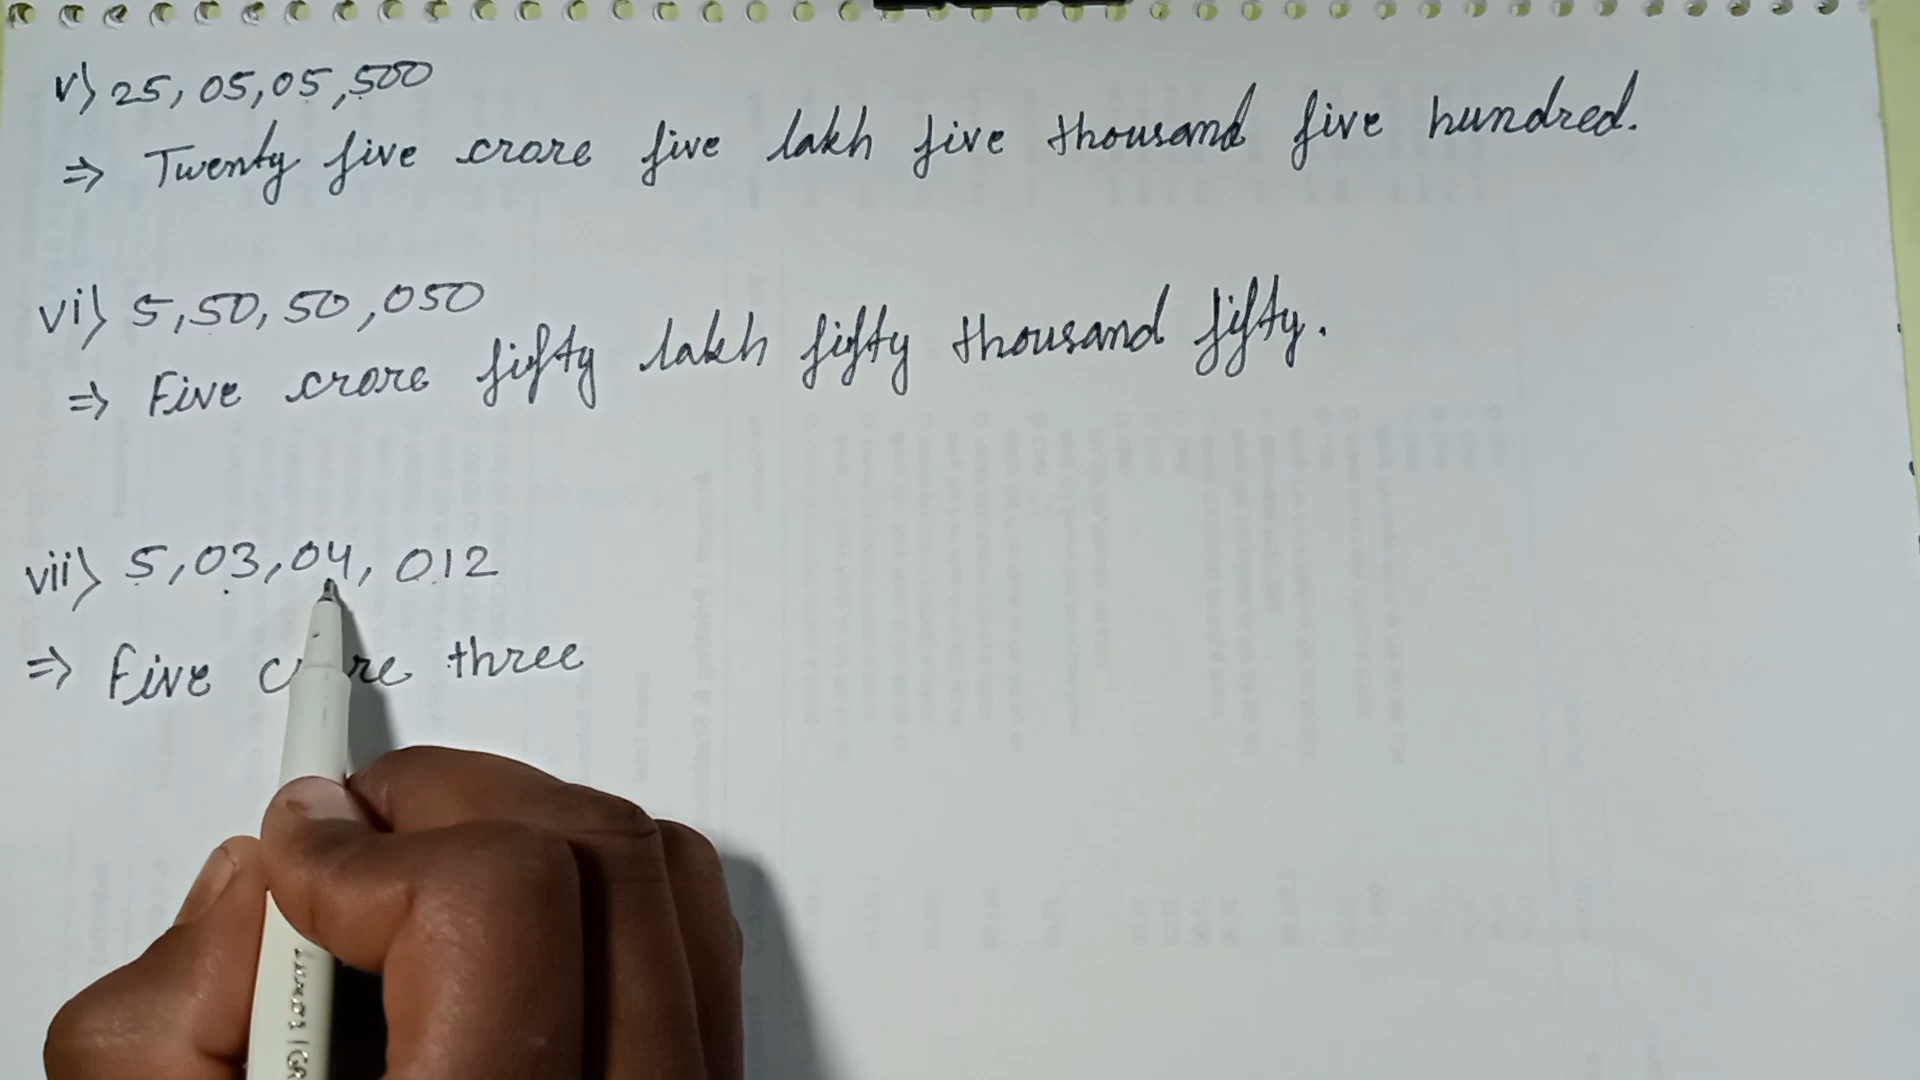 v) 25,05,05,500
⇒ Twenty five crore five lakh five thousand five hundred.
vi) 5,50,50,050
⇒ Five crore fifty lakh fifty thousand fifty.
vii) 5,03,04,012
⇒ Five crore three